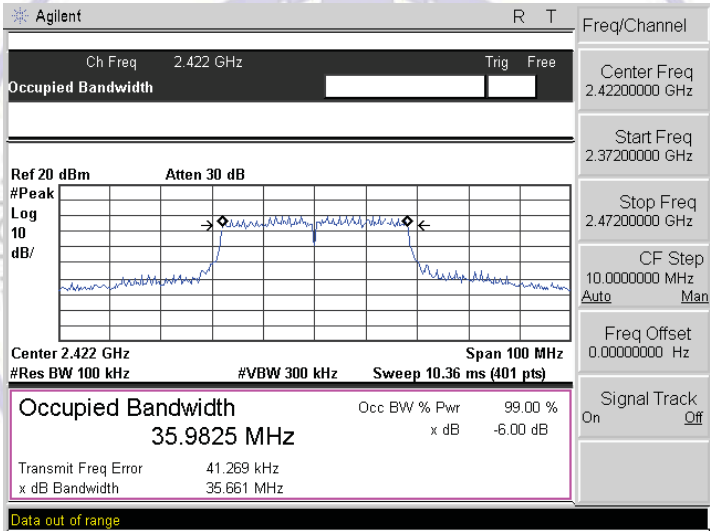 Agilent R T
Ch Freq 2.422 GHz Trig Free
Occupied Bandwidth
Ref 20 dBm Atten 30 dB
#Peak
Log
10
dB/
Center 2.422 GHz Span 100 MHz
#Res BW 100 kHz #VBW 300 kHz Sweep 10.36 ms (401 pts)
Occupied Bandwidth Occ BW % Pwr 99.00 %
35.9825 MHz x dB -6.00 dB
Transmit Freq Error 41.269 kHz
x dB Bandwidth 35.661 MHz
Data out of range
Freq/Channel
Center Freq
2.42200000 GHz
Start Freq
2.37200000 GHz
Stop Freq
2.47200000 GHz
CF Step
10.0000000 MHz
Auto Man
Freq Offset
0.00000000 Hz
Signal Track
On Off